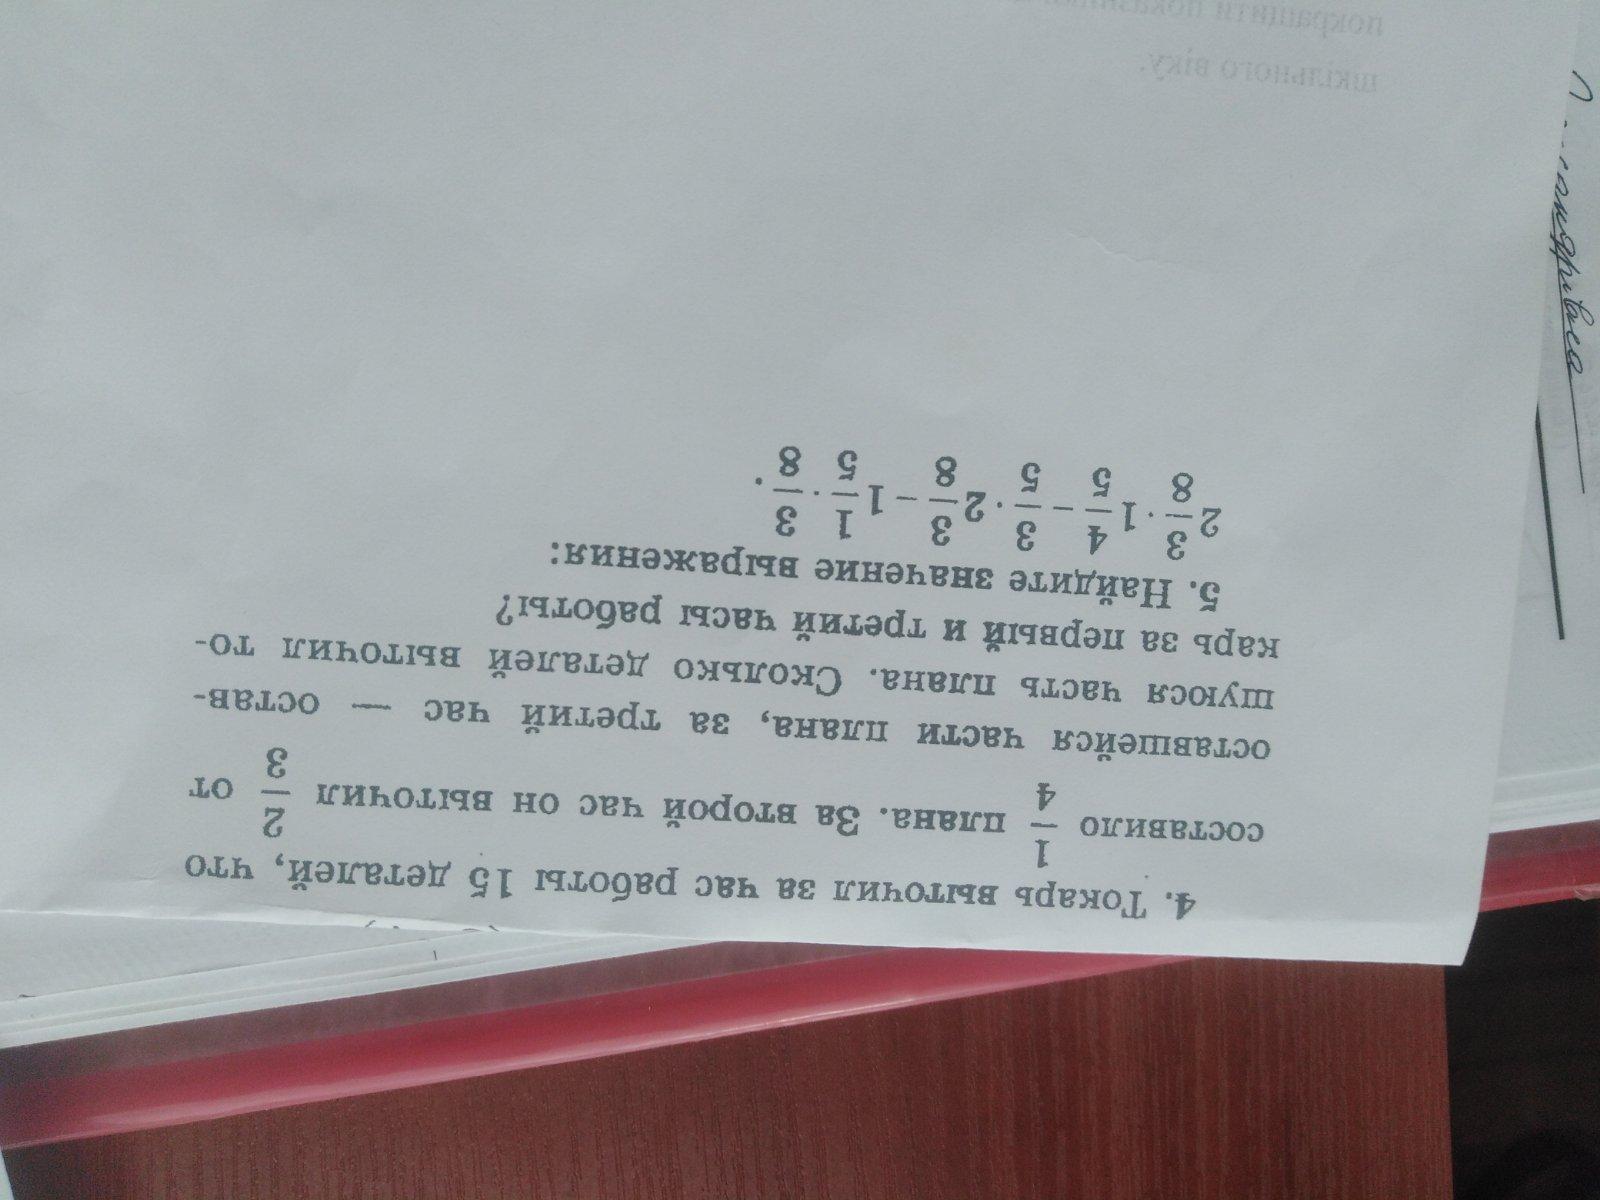 4. Токарь выточил за час работы 15 деталей, что
составило 1/4 плана. За второй час он выточил 2/3 от
оставшейся части плана, за третий час — остав-
шуюся часть плана. Сколько деталей выточил то-
карь за первый и третий часы работы?
5. Найдите значение выражения:
2 3/8 · 1 4/5 − 3/5 · 2 3/8 − 1 1/5 · 3/8.
шкільного віку.